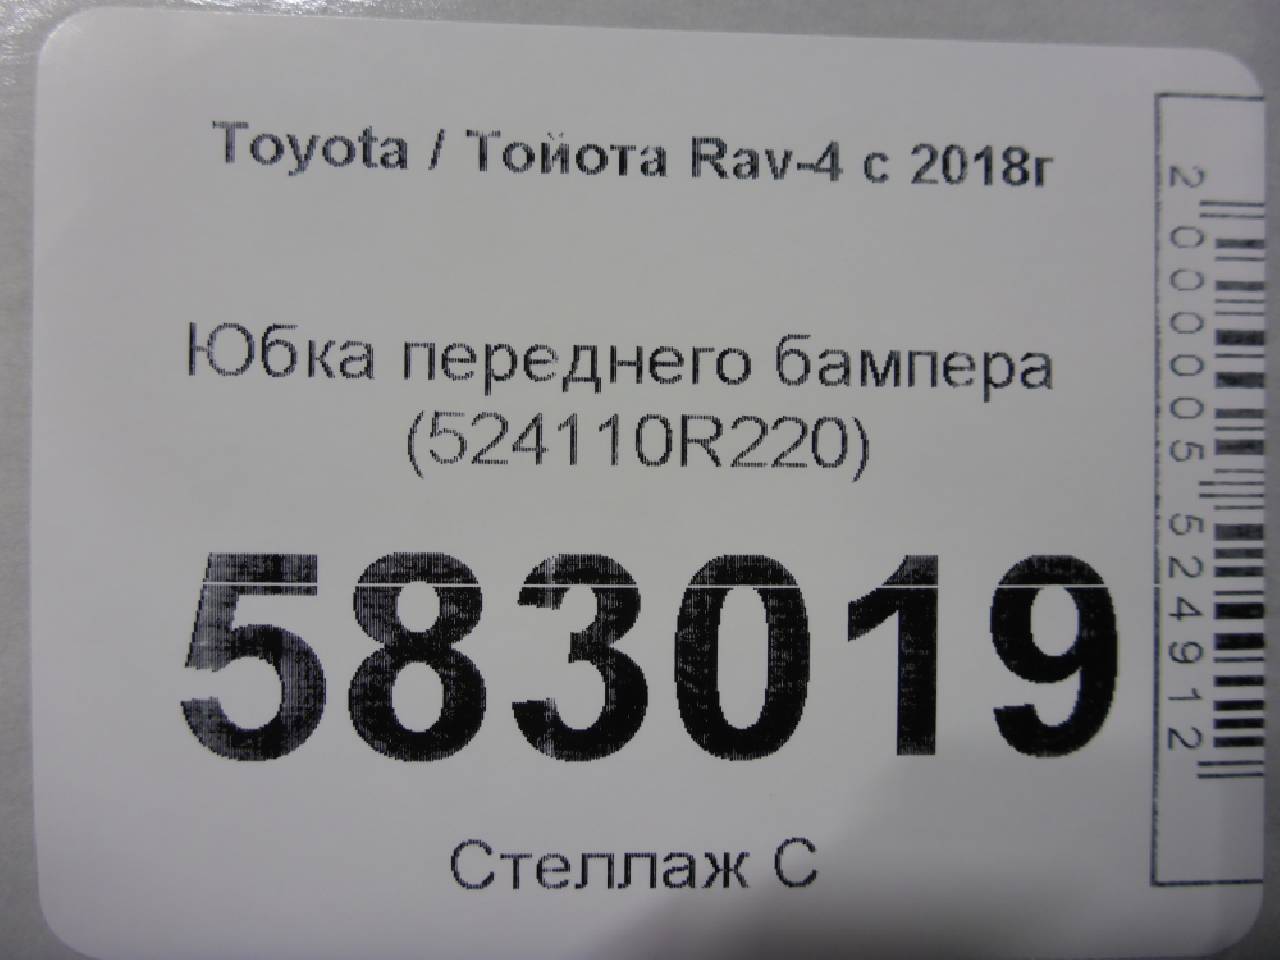 Toyota / Тойота Rav-4 с 2018г
Юбка переднего бампера
(524110R220)
583019
Стеллаж С
2000005524912